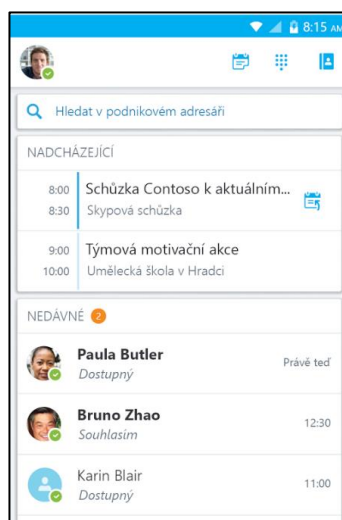 8:15 AM
Hledat v podnikovém adresáři
NADCHÁZEJÍCÍ
8:00 Schůzka Contoso k aktuálním...
8:30 Skypová schůzka
9:00 Týmová motivační akce
10:00 Umělecká škola v Hradci
NEDÁVNÉ 2
Paula Butler
Dostupný Právě teď
Bruno Zhao
Souhlasim 12:30
Karin Blair
Dostupný 11:00